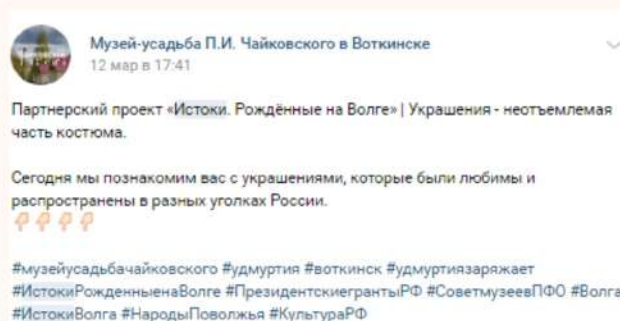 Музей-усадьба П.И. Чайковского в Воткинске
12 мар в 17:41
Партнерский проект «Истоки. Рождённые на Волге» | Украшения - неотъемлемая
часть костюма.
Сегодня мы познакомим вас с украшениями, которые были любимы и
распространены в разных уголках России.
👇👇👇👇
#музейусадьбачайковского #удмуртия #воткинск #удмуртиязаряжает
#ИстокиРожденныенаВолге #ПрезидентскиегрантыРФ #СоветмузеевПФО #Волга
#ИстокиВолга #НародыПоволжья #КультураРФ